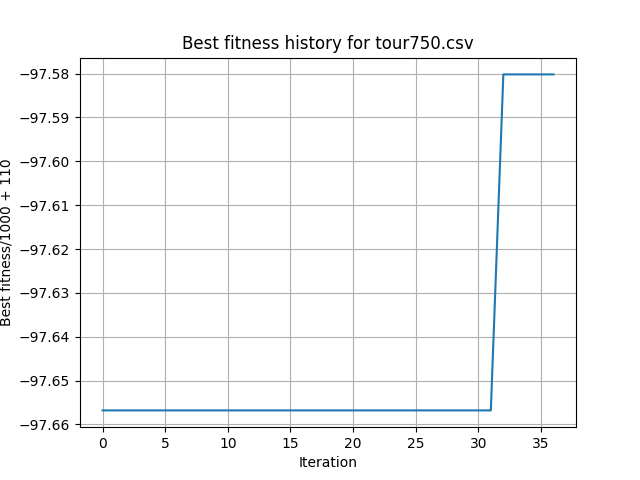 Best fitness history for tour750.csv
Best fitness/1000 + 110
−97.58
−97.59
−97.60
−97.61
−97.62
−97.63
−97.64
−97.65
−97.66
0 5 10 15 20 25 30 35
Iteration